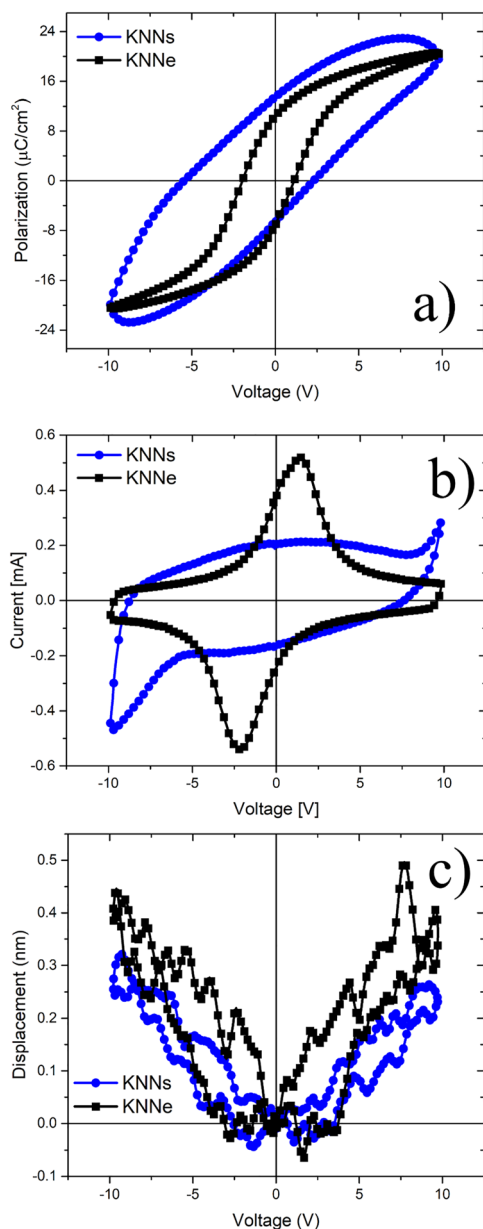 KNNs
KNNe
24
16
8
0
-8
-16
-24
Polarization (μC/cm²)
a)
-10
-5
0
5
10
Voltage (V)
KNNs
KNNe
b)
0.6
0.4
0.2
0.0
-0.2
-0.4
-0.6
Current [mA]
-10
-5
0
5
10
Voltage [V]
c)
0.5
0.4
0.3
0.2
0.1
0.0
-0.1
Displacement (nm)
KNNs
KNNe
-10
-5
0
5
10
Voltage (V)